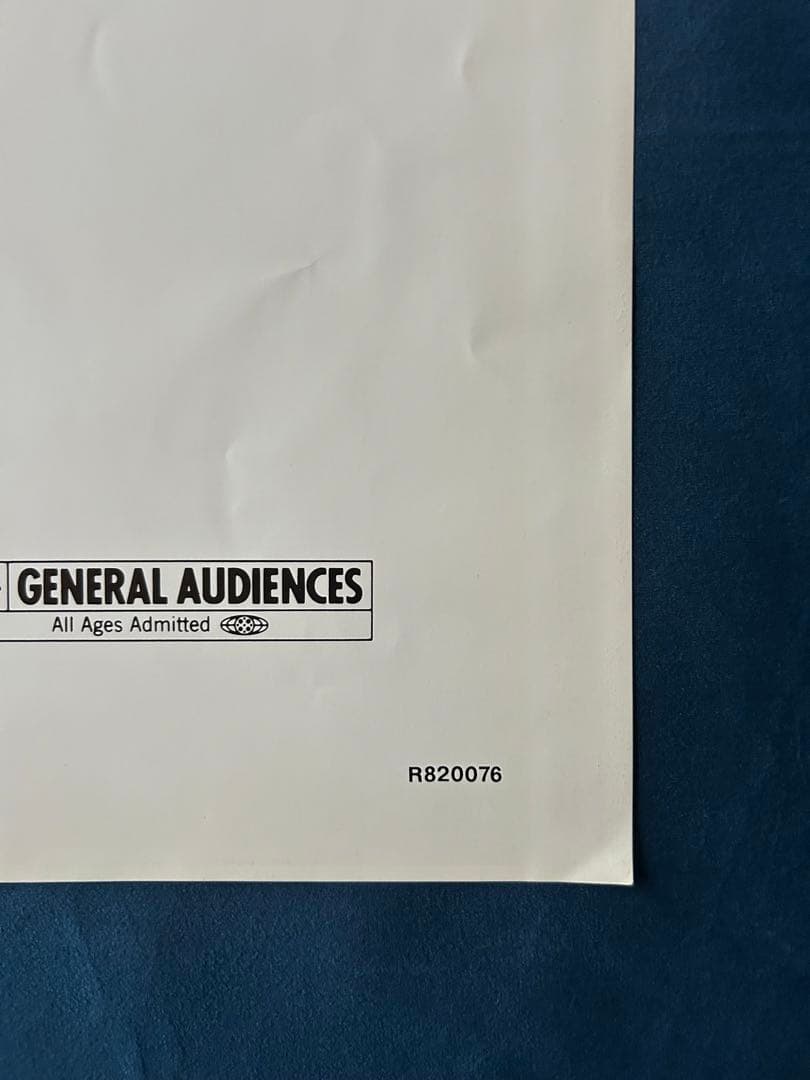 GENERAL AUDIENCES
All Ages Admitted
R820076